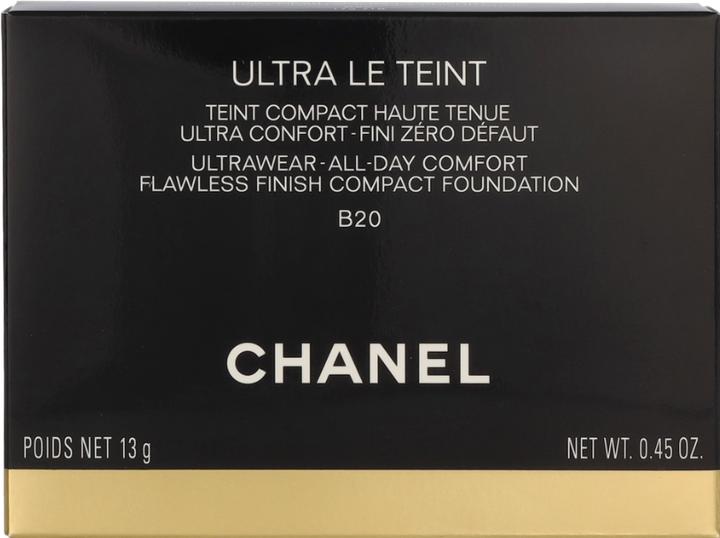 ULTRA LE TEINT
TEINT COMPACT HAUTE TENUE
ULTRA CONFORT-FINI ZÉRO DÉFAUT
ULTRAWEAR-ALL-DAY COMFORT
FLAWLESS FINISH COMPACT FOUNDATION
B20
CHANEL
POIDS NET 13 g
NET WT. 0.45 OZ.